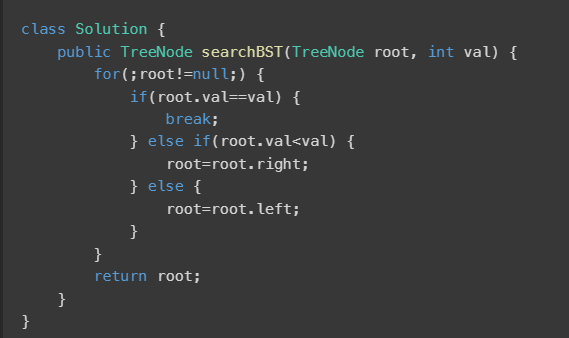 class Solution {
    public TreeNode searchBST(TreeNode root, int val) {
        for(;root!=null;) {
            if(root.val==val) {
                break;
            } else if(root.val<val) {
                root=root.right;
            } else {
                root=root.left;
            }
        }
        return root;
    }
}